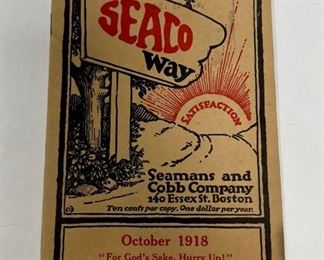 SEACO
way
SATISFACTION
Seamans and
Cobb Company
140 Essex St. Boston
Ten cents per copy. One dollar per year.
October 1918
"For God's Sake, Hurry Up!"